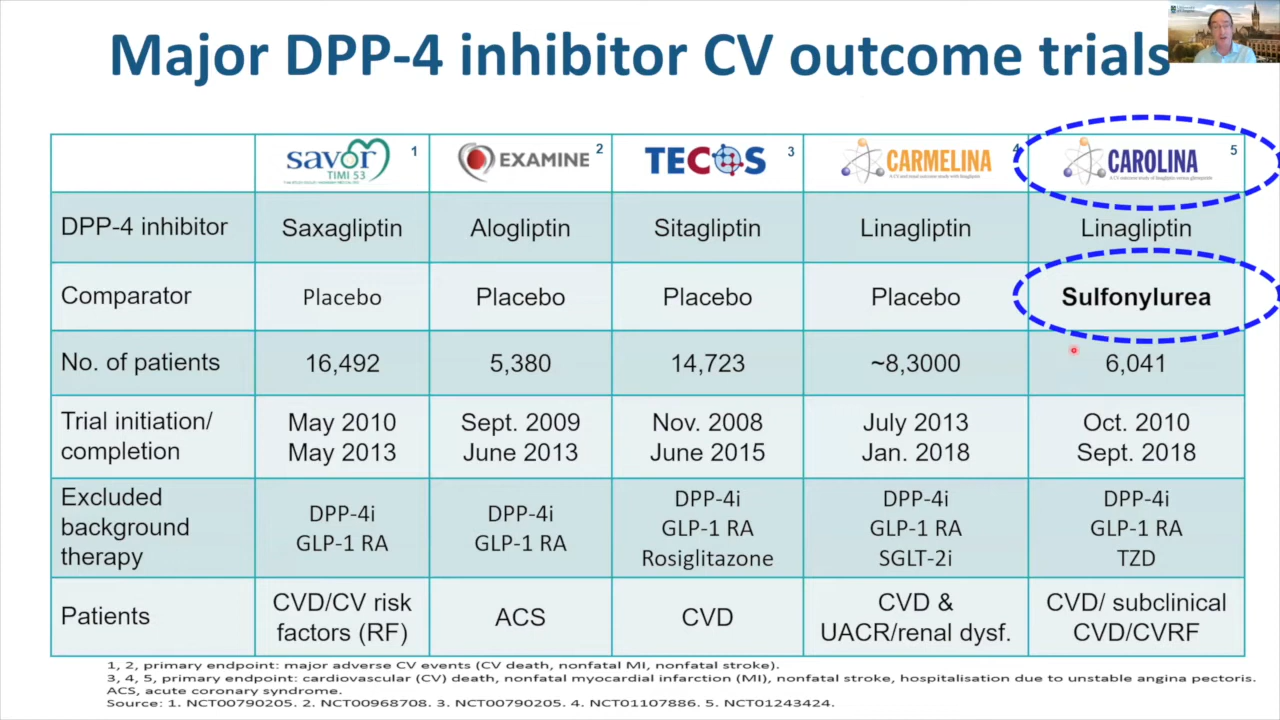 Major DPP-4 inhibitor CV outcome trials
savor 1 EXAMINE 2 TECOS 3 CARMELINA 4 CAROLINA 5
TIMI 53
DPP-4 inhibitor Saxagliptin Alogliptin Sitagliptin Linagliptin Linagliptin
Comparator Placebo Placebo Placebo Placebo Sulfonylurea
No. of patients 16,492 5,380 14,723 ~8,3000 6,041
Trial initiation/ May 2010 Sept. 2009 Nov. 2008 July 2013 Oct. 2010
completion May 2013 June 2013 June 2015 Jan. 2018 Sept. 2018
Excluded DPP-4i DPP-4i DPP-4i DPP-4i DPP-4i
background GLP-1 RA GLP-1 RA GLP-1 RA GLP-1 RA GLP-1 RA
therapy Rosiglitazone SGLT-2i TZD
Patients CVD/CV risk ACS CVD CVD & CVD/ subclinical
factors (RF) UACR/renal dysf. CVD/CVRF
1, 2, primary endpoint: major adverse CV events (CV death, nonfatal MI, nonfatal stroke).
3, 4, 5, primary endpoint: cardiovascular (CV) death, nonfatal myocardial infarction (MI), nonfatal stroke, hospitalisation due to unstable angina pectoris.
ACS, acute coronary syndrome.
Source: 1. NCT00790205. 2. NCT00968708. 3. NCT00790205. 4. NCT01107886. 5. NCT01243424.